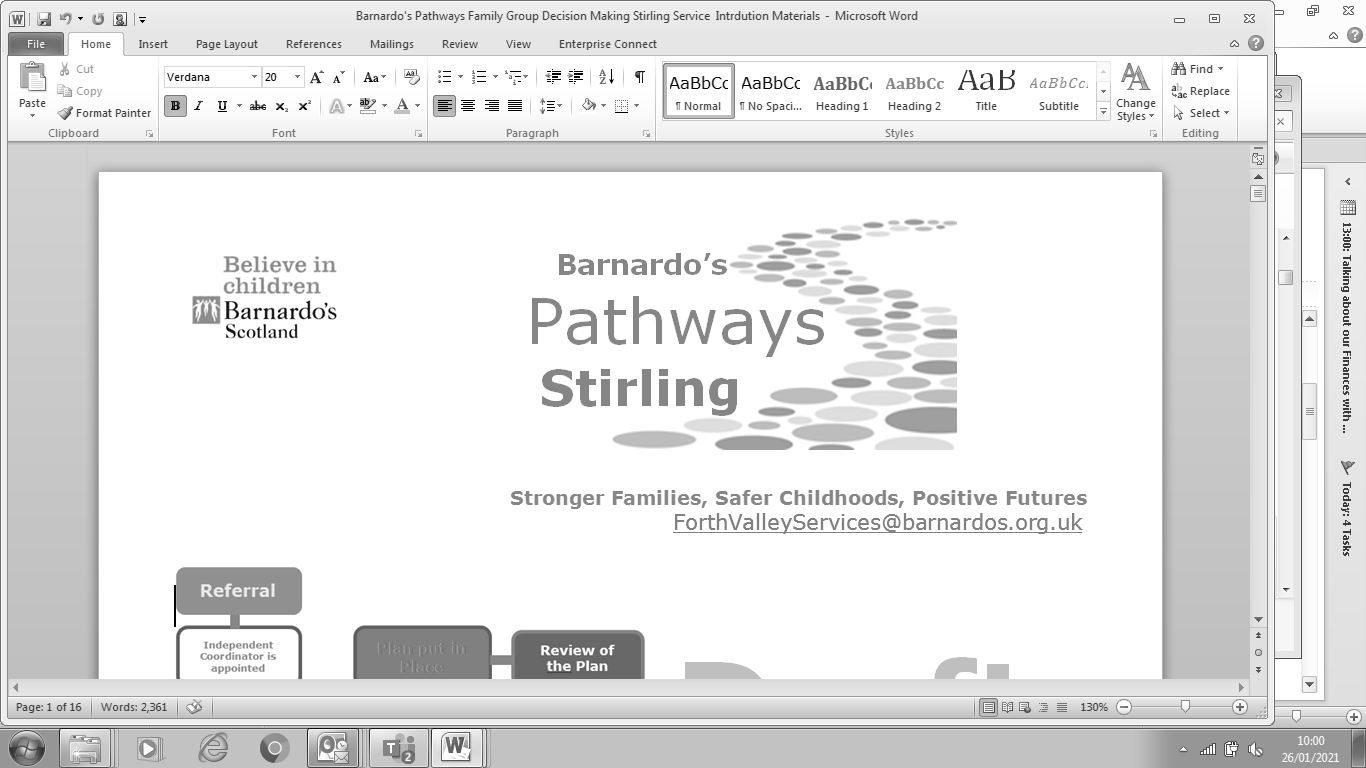 Barnardo's Pathways Family Group Decision Making Stirling Service Intrdution Materials - Microsoft Word
File Home Insert Page Layout References Mailings Review View Enterprise Connect
Paste
Cut
Copy
Format Painter
Clipboard
Verdana 20
Font
Paragraph
AaBbCc AaBbCc AaBbC AaBbCc AaB AaBbCc.
¶ Normal ¶ No Spaci... Heading 1 Heading 2 Title Subtitle
Styles
Change
Styles
Find
Replace
Select
Editing
Believe in
children
Barnardo's
Scotland
Barnardo’s
Pathways
Stirling
Stronger Families, Safer Childhoods, Positive Futures
ForthValleyServices@barnardos.org.uk
Referral
Independent
Coordinator is
appointed
Plan put in
Place
Review of
the Plan
13:00: Talking about our Finances with ...
Today: 4 Tasks
Page: 1 of 16 Words: 2,361
130%
2
10:00
26/01/2021